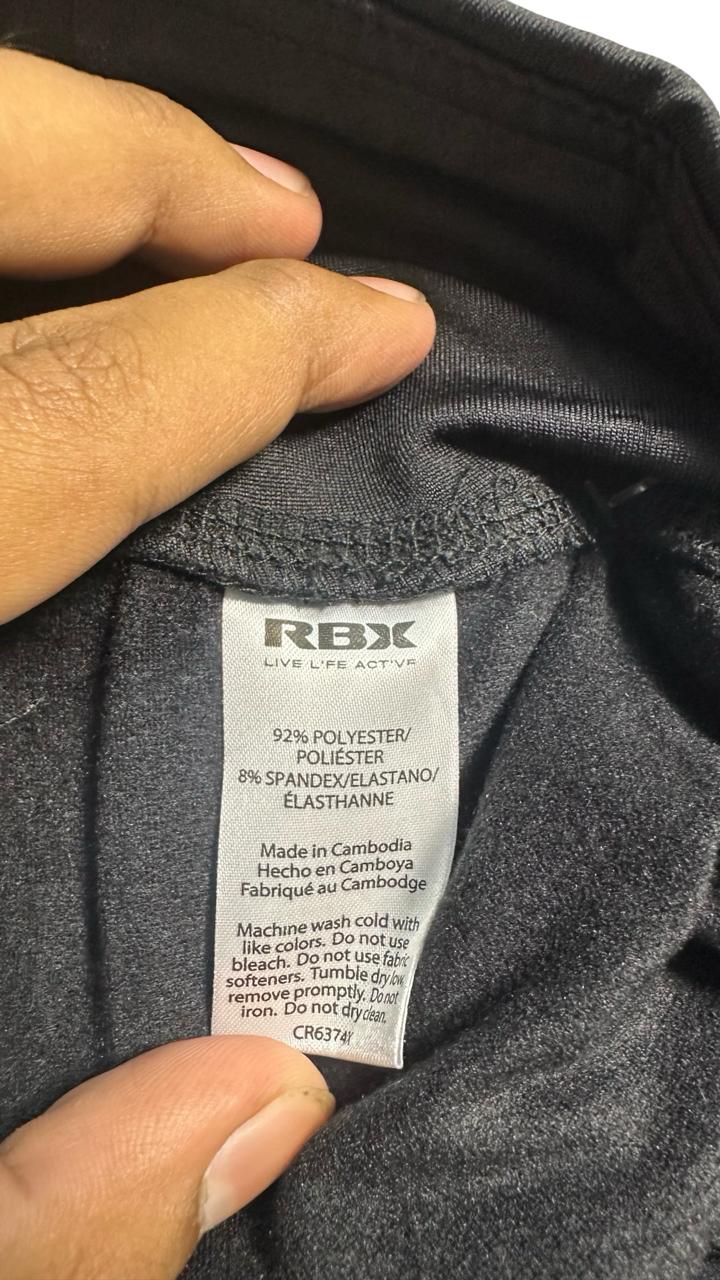 RBX
LIVE L'FE ACT'VE
92% POLYESTER/
POLIÉSTER
8% SPANDEX/ELASTANO/
ÉLASTHANNE
Made in Cambodia
Hecho en Camboya
Fabriqué au Cambodge
Machine wash cold with
like colors. Do not use
bleach. Do not use fabric
softeners. Tumble dry low,
remove promptly. Do not
iron. Do not dry clean.
CR6374Y